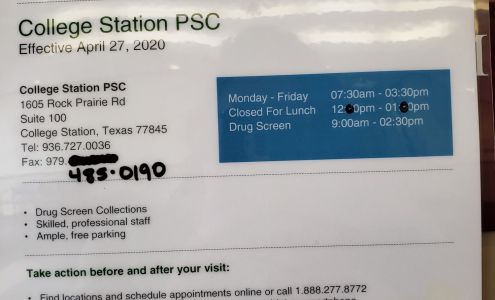 College Station PSC
Effective April 27, 2020
College Station PSC
1605 Rock Prairie Rd
Suite 100
College Station, Texas 77845
Tel: 936.727.0036
Fax: 979.
485-0190
Monday - Friday 07:30am - 03:30pm
Closed For Lunch
Drug Screen 9:00am - 02:30pm
• Drug Screen Collections
• Skilled, professional staff
• Ample, free parking
Take action before and after your visit:
• Find locations and schedule appointments online or call 1.888.277.8772